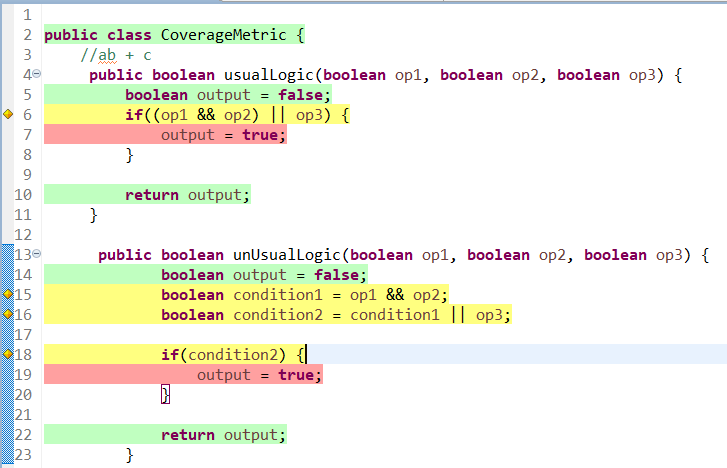 1
2 public class CoverageMetric {
3 //ab + c
4 public boolean usualLogic(boolean op1, boolean op2, boolean op3) {
5 boolean output = false;
6 if((op1 && op2) || op3) {
7 output = true;
8 }
9
10 return output;
11 }
12
13 public boolean unUsualLogic(boolean op1, boolean op2, boolean op3) {
14 boolean output = false;
15 boolean condition1 = op1 && op2;
16 boolean condition2 = condition1 || op3;
17
18 if(condition2) {
19 output = true;
20 }
21
22 return output;
23 }